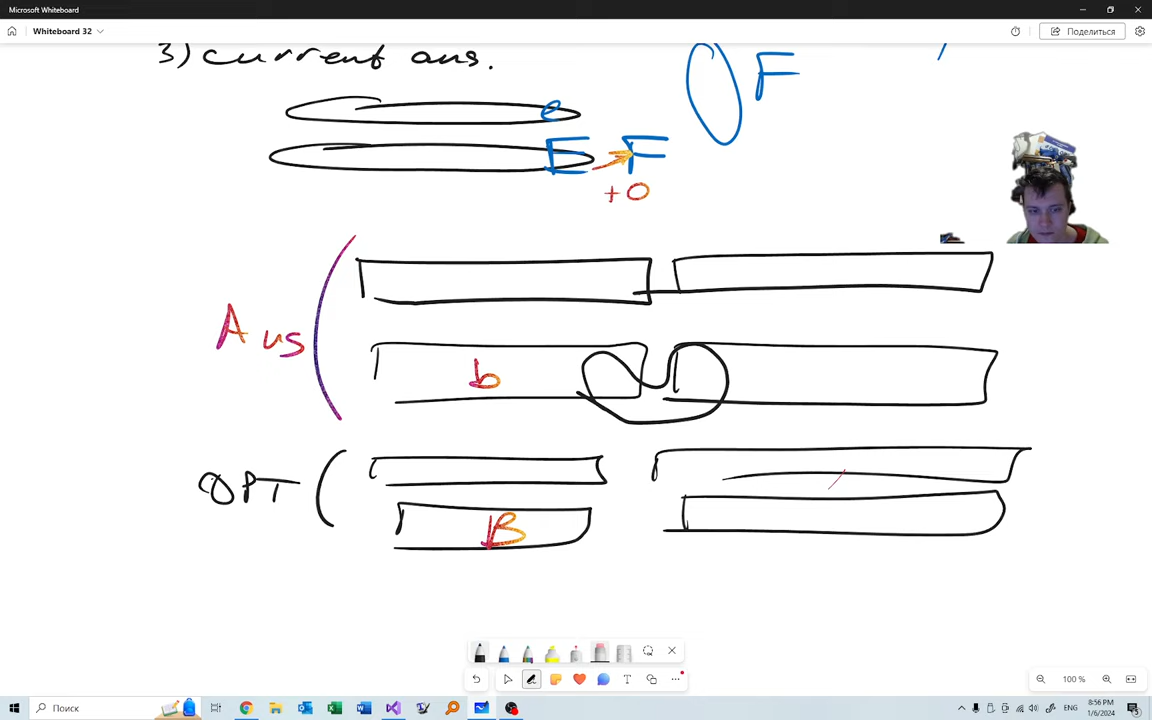 Microsoft Whiteboard
Whiteboard 32
Поделиться
3) current ans.
F
e
E F
+0
Aus
b
OPT
B
100 %
Поиск
ENG
8:56 PM
1/6/2024